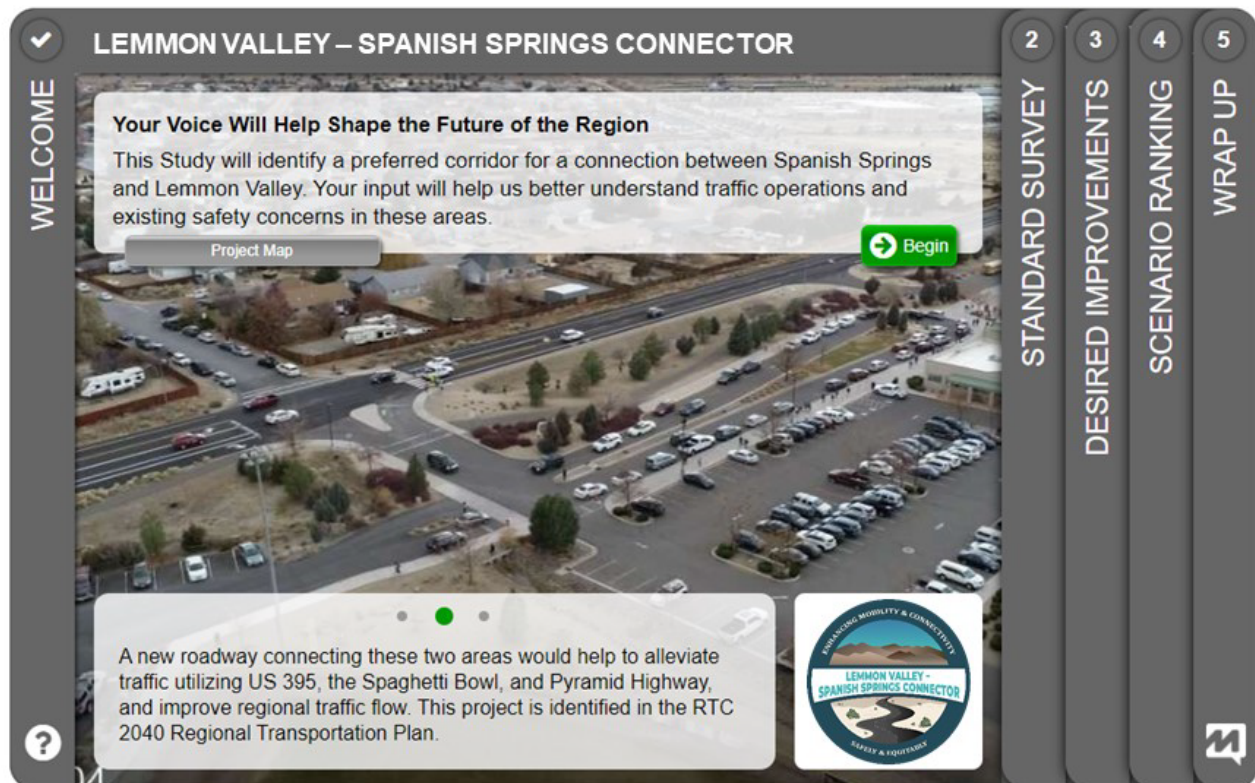 LEMMON VALLEY – SPANISH SPRINGS CONNECTOR
WELCOME
Your Voice Will Help Shape the Future of the Region
This Study will identify a preferred corridor for a connection between Spanish Springs
and Lemmon Valley. Your input will help us better understand traffic operations and
existing safety concerns in these areas.
Project Map
Begin
A new roadway connecting these two areas would help to alleviate
traffic utilizing US 395, the Spaghetti Bowl, and Pyramid Highway,
and improve regional traffic flow. This project is identified in the RTC
2040 Regional Transportation Plan.
ENHANCING MOBILITY & CONNECTIVITY
LEMMON VALLEY -
SPANISH SPRINGS CONNECTOR
SAFELY & EQUITABLY
2
STANDARD SURVEY
3
DESIRED IMPROVEMENTS
4
SCENARIO RANKING
5
WRAP UP
?